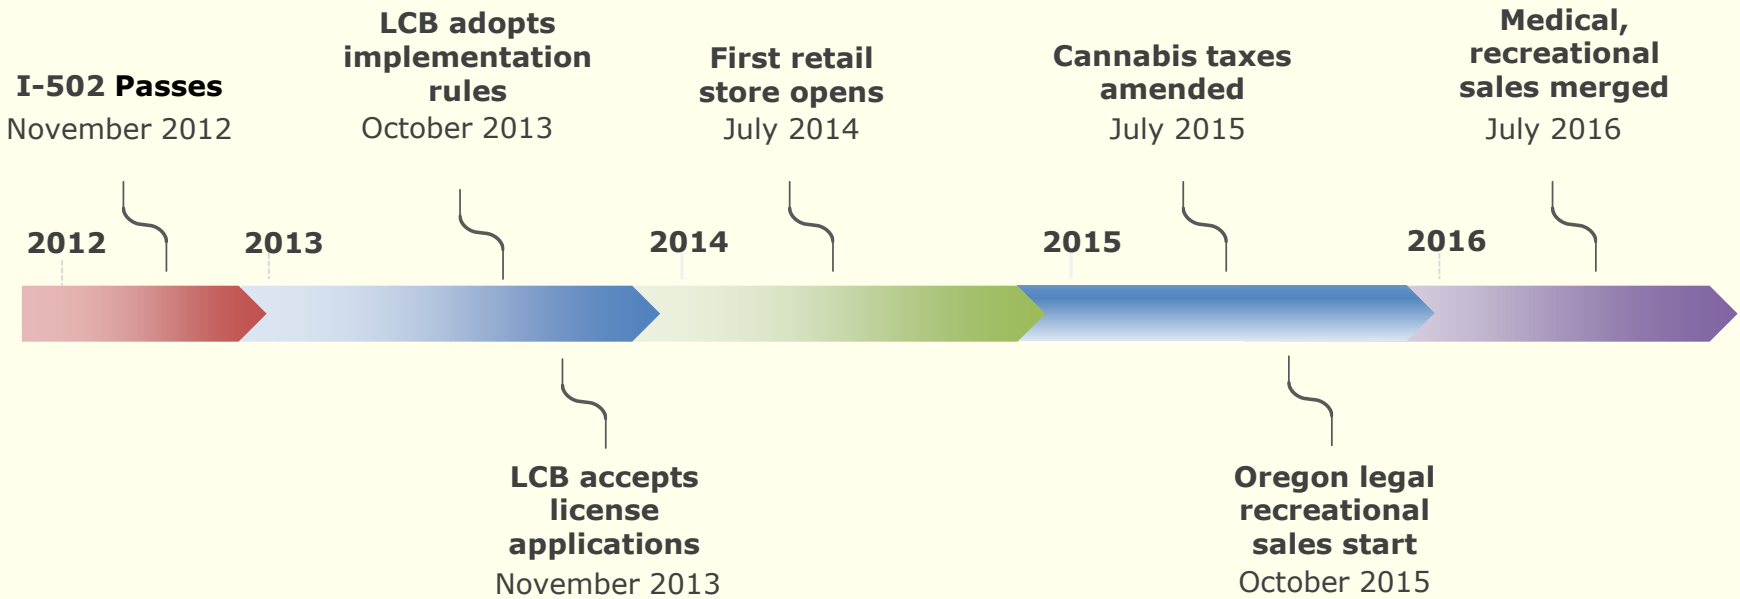 I-502 Passes
November 2012
LCB adopts
implementation
rules
October 2013
First retail
store opens
July 2014
Cannabis taxes
amended
July 2015
Medical,
recreational
sales merged
July 2016
2012
2013
2014
2015
2016
LCB accepts
license
applications
November 2013
Oregon legal
recreational
sales start
October 2015